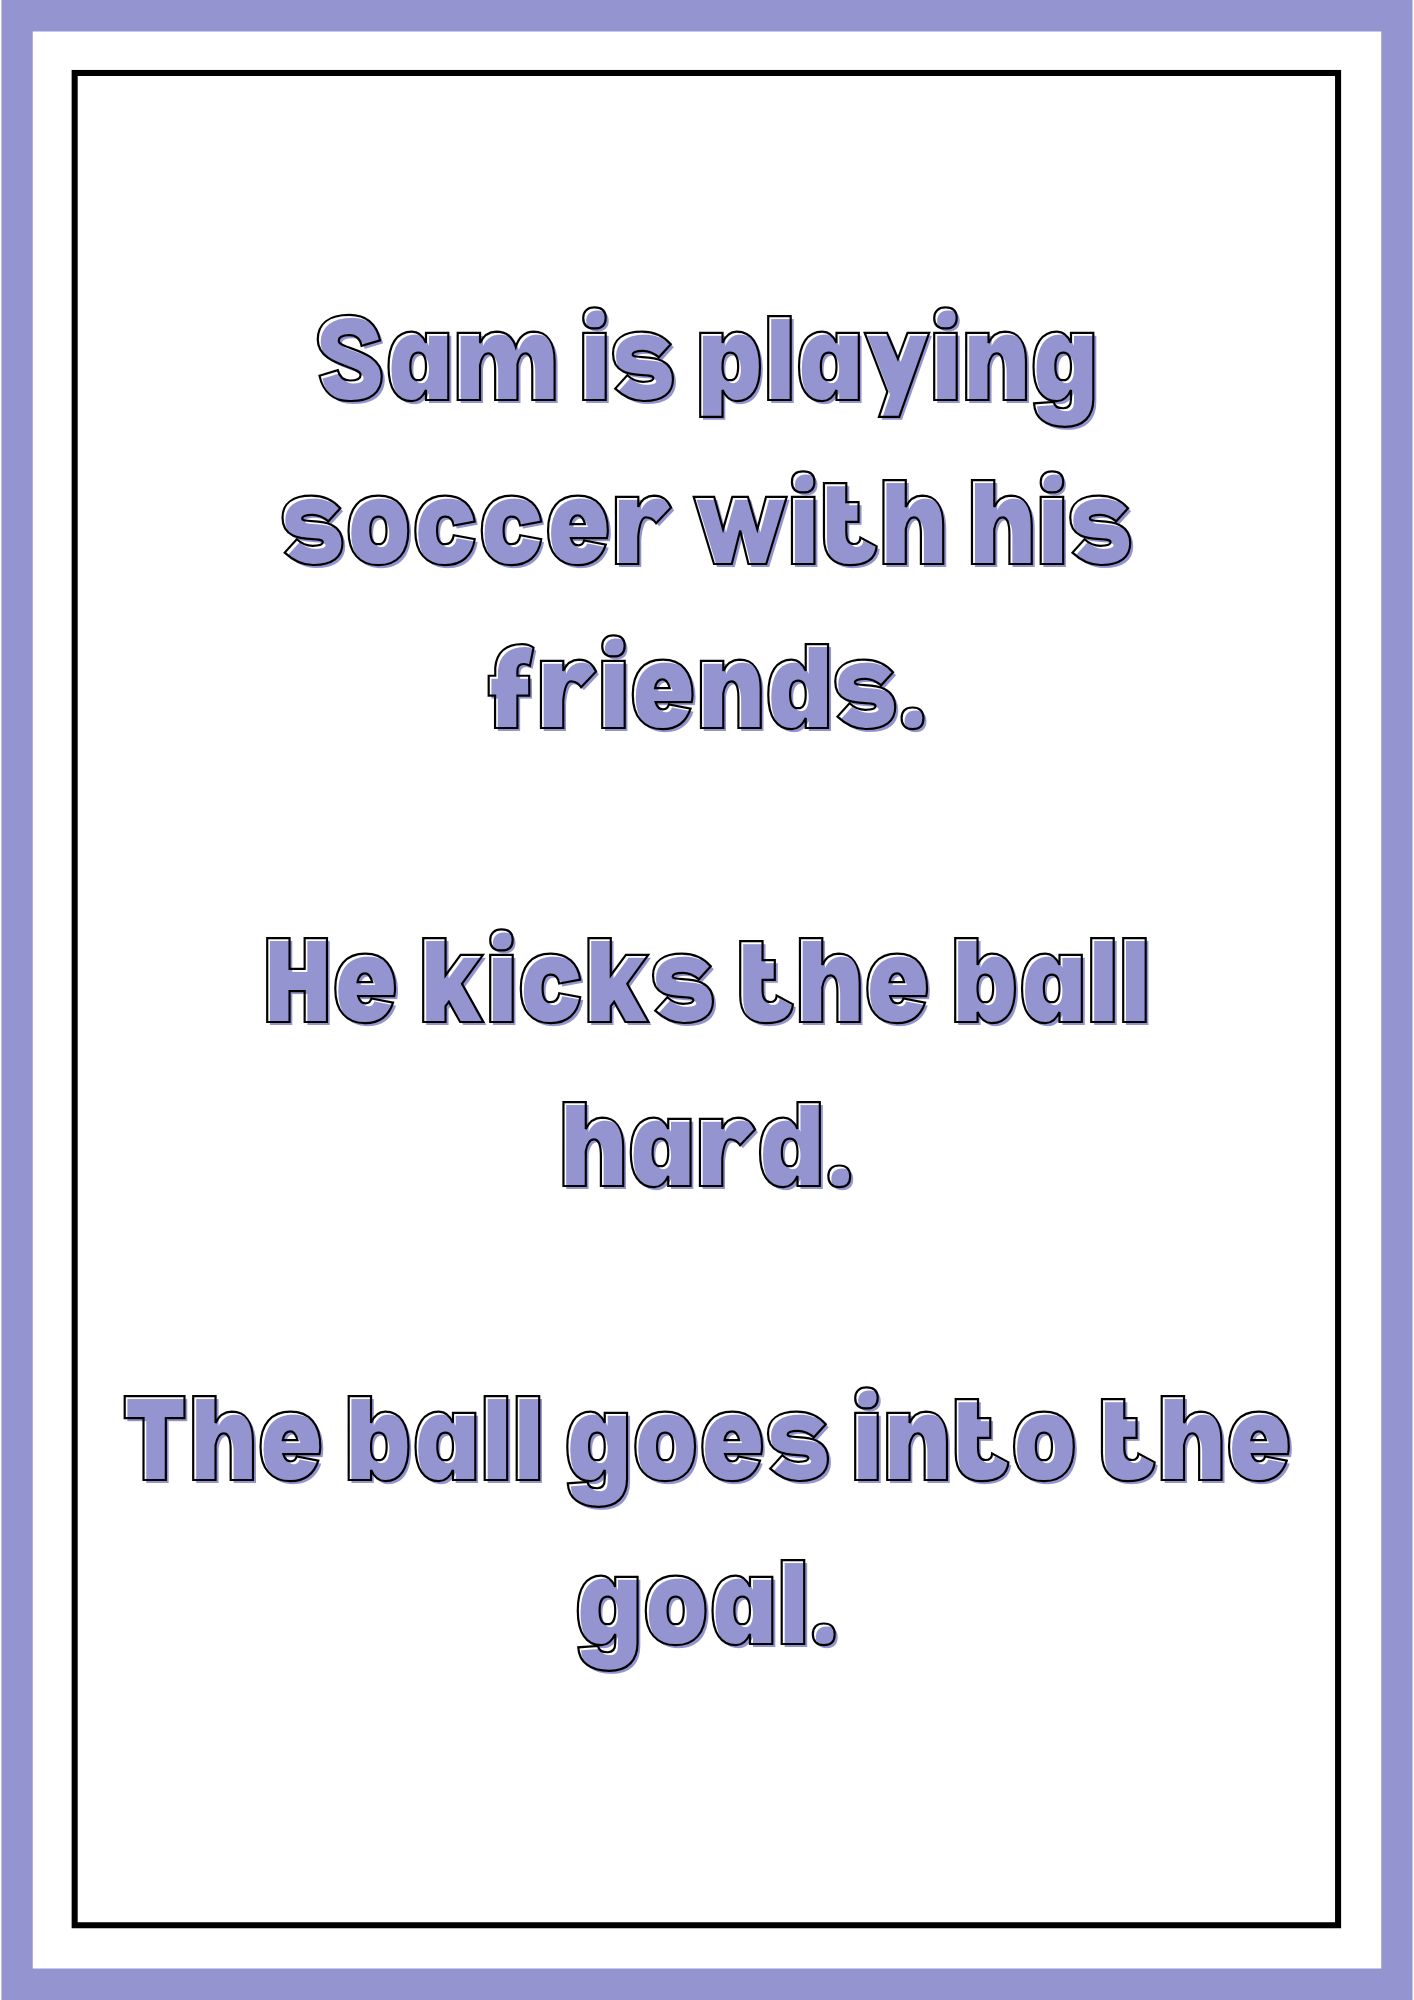 Sam is playing
soccer with his
friends.
He kicks the ball
hard.
The ball goes into the
goal.